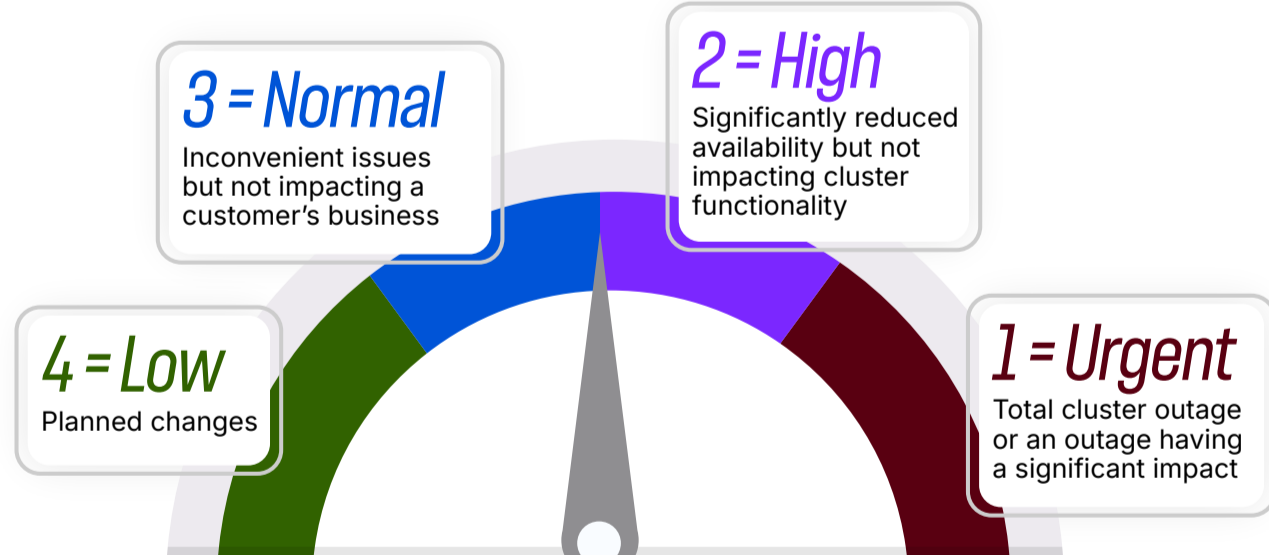 4 = Low
Planned changes
3 = Normal
Inconvenient issues
but not impacting a
customer’s business
2 = High
Significantly reduced
availability but not
impacting cluster
functionality
1 = Urgent
Total cluster outage
or an outage having
a significant impact